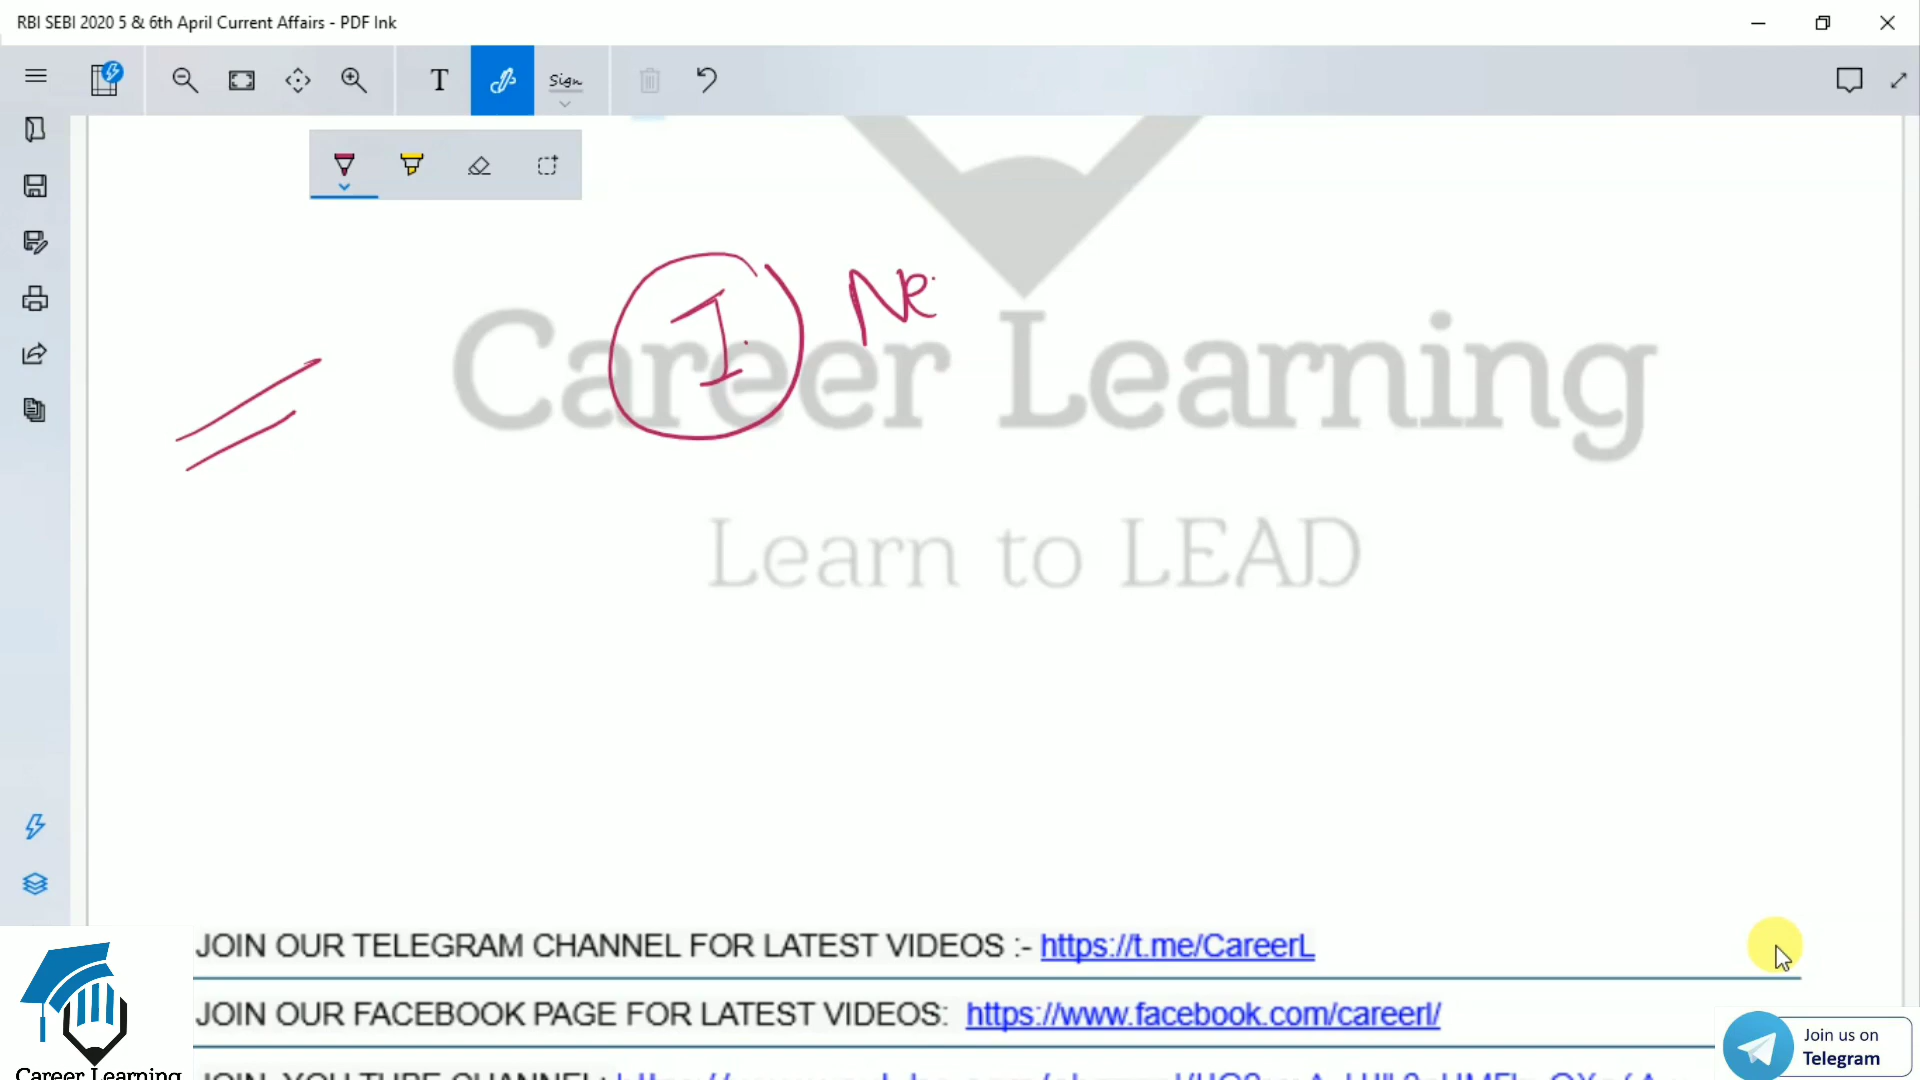 RBI SEBI 2020 5 & 6th April Current Affairs - PDF Ink
T
Sign
I Ne
Career Learning
Learn to LEAD
JOIN OUR TELEGRAM CHANNEL FOR LATEST VIDEOS :- https://t.me/CareerL
JOIN OUR FACEBOOK PAGE FOR LATEST VIDEOS: https://www.facebook.com/careerl/
Join us on
Telegram
Career Learning